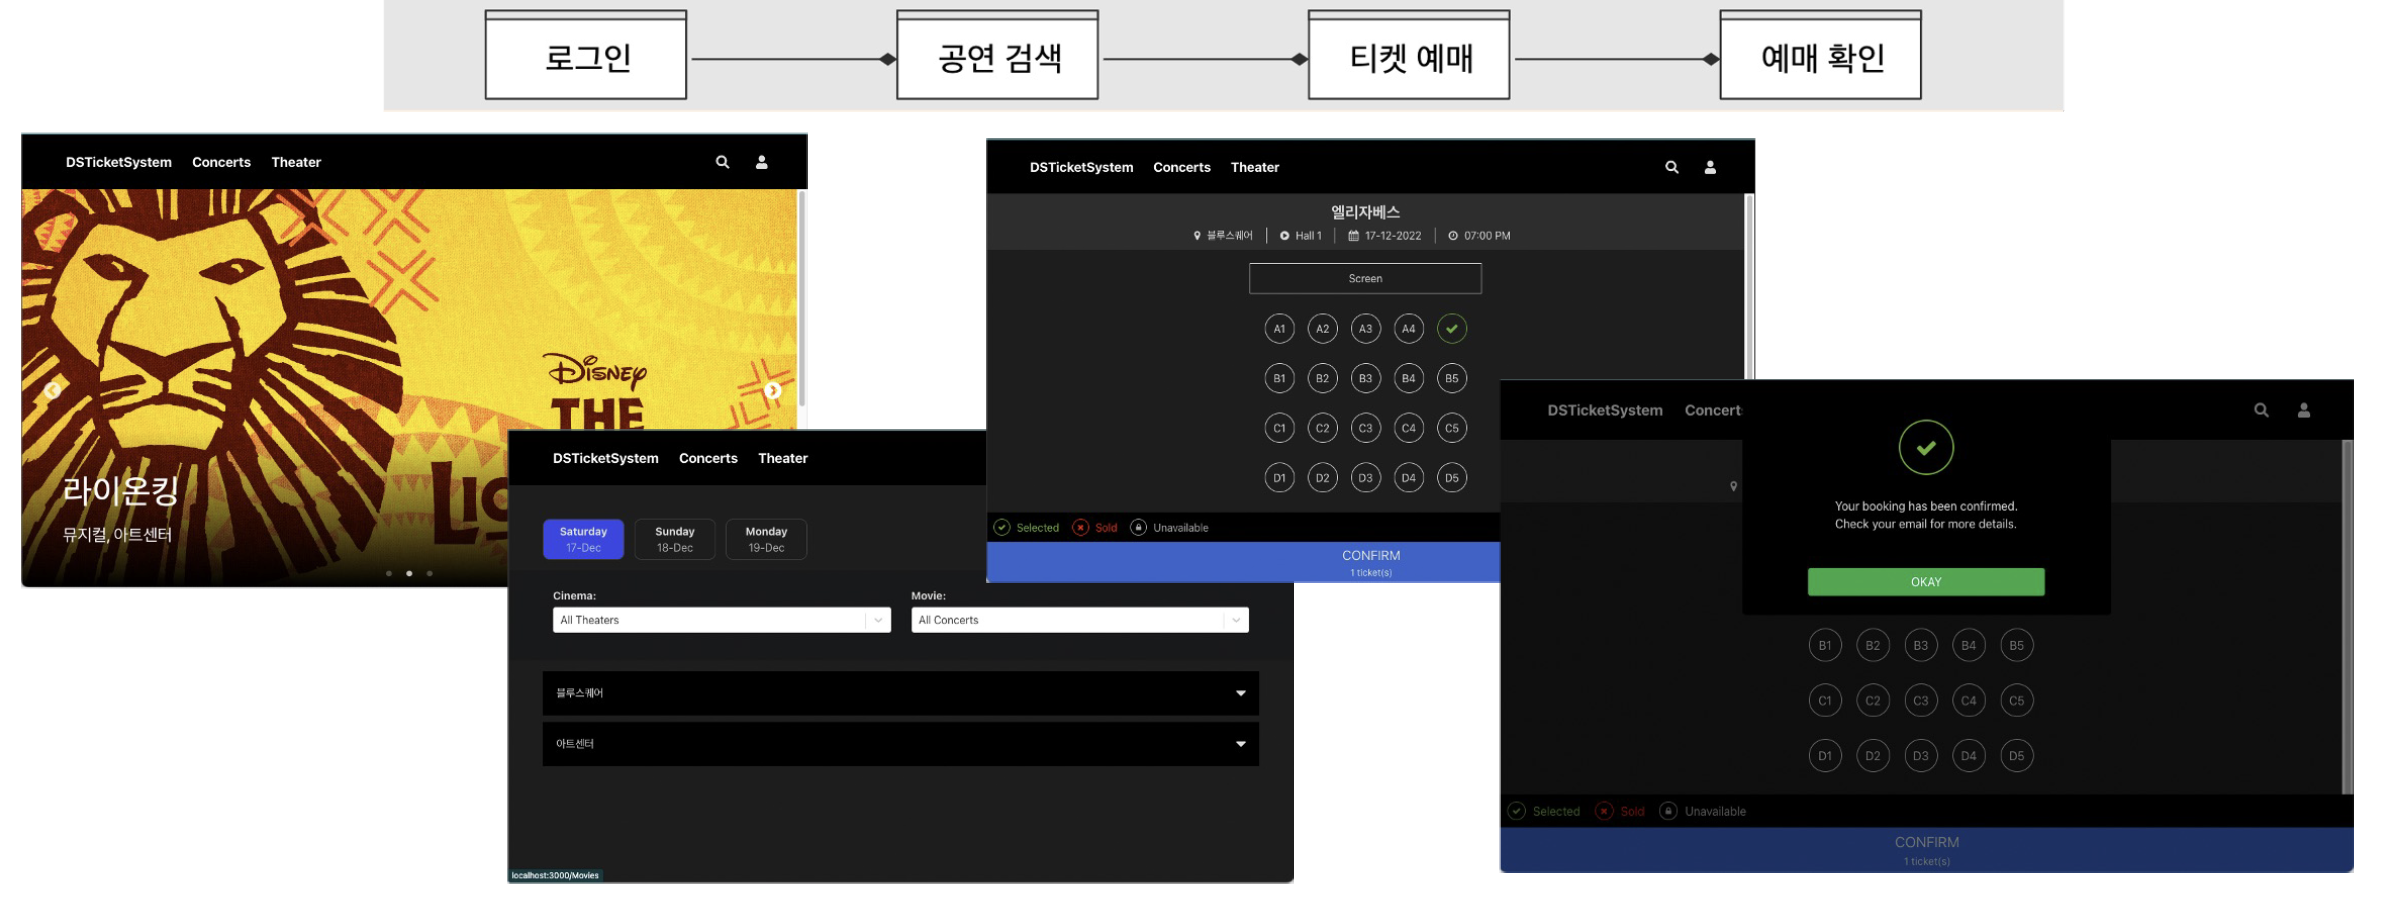 로그인
공연 검색
티켓 예매
예매 확인
DSTicketSystem Concerts Theater
DISNEY
THE
라이온킹
뮤지컬, 아트센터
DSTicketSystem Concerts Theater
Saturday
17-Dec
Sunday
18-Dec
Monday
19-Dec
Cinema:
All Theaters
Movie:
All Concerts
블루스퀘어
아트센터
localhost:3000/Movies
DSTicketSystem Concerts Theater
엘리자베스
블루스퀘어 Hall 1 17-12-2022 07:00 PM
Screen
A1 A2 A3 A4
B1 B2 B3 B4 B5
C1 C2 C3 C4 C5
D1 D2 D3 D4 D5
Selected Sold Unavailable
CONFIRM
1 ticket(s)
DSTicketSystem Concert
Your booking has been confirmed.
Check your email for more details.
OKAY
B1 B2 B3 B4 B5
C1 C2 C3 C4 C5
D1 D2 D3 D4 D5
Selected Sold Unavailable
CONFIRM
1 ticket(s)